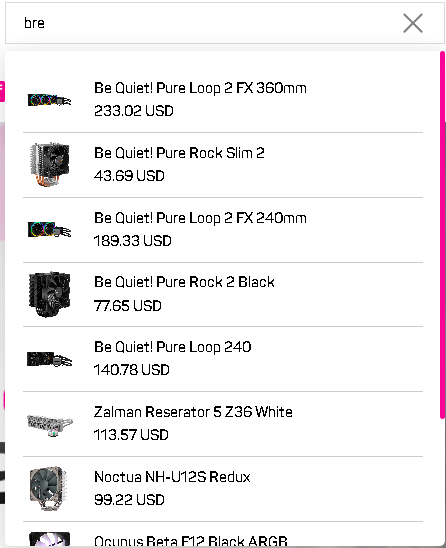 bre
Be Quiet! Pure Loop 2 FX 360mm
233.02 USD
Be Quiet! Pure Rock Slim 2
43.69 USD
Be Quiet! Pure Loop 2 FX 240mm
189.33 USD
Be Quiet! Pure Rock 2 Black
77.65 USD
Be Quiet! Pure Loop 240
140.78 USD
Zalman Reserator 5 Z36 White
113.57 USD
Noctua NH-U12S Redux
99.22 USD
Ocypus Beta F12 Black ARGB